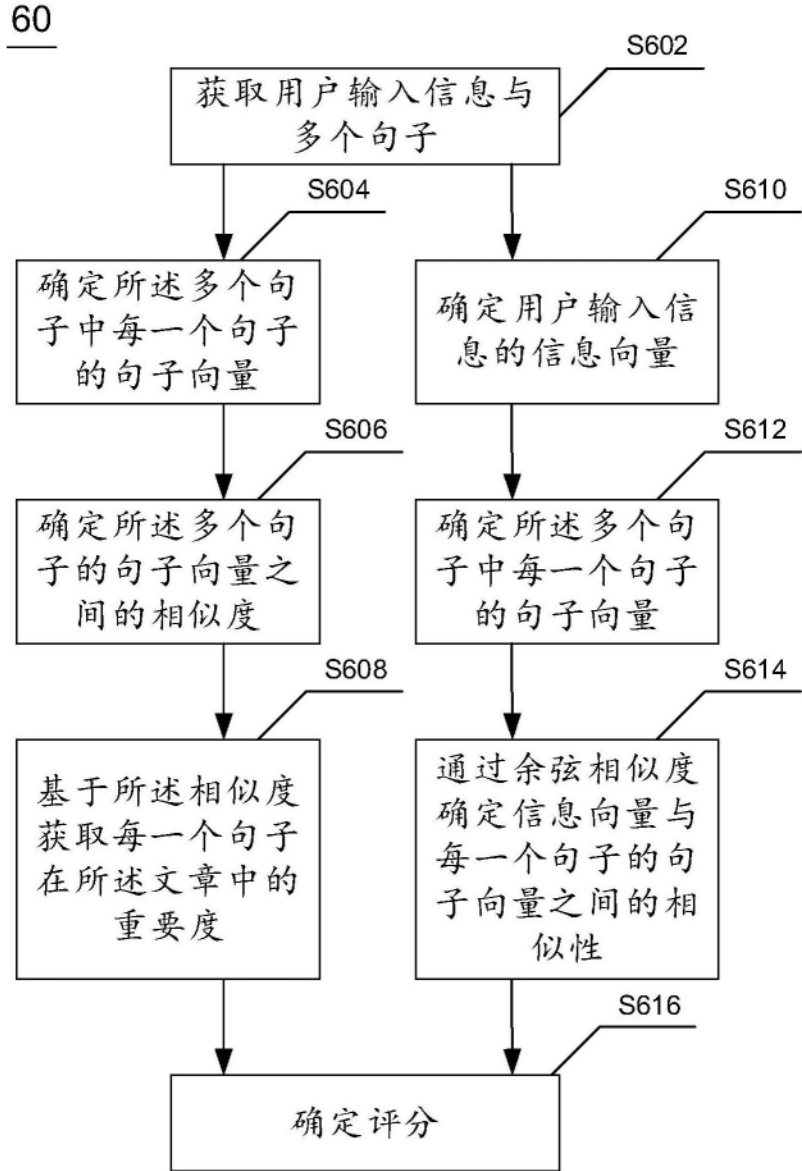 60
S602
获取用户输入信息与
多个句子
S604
确定所述多个句
子中每一个句子
的句子向量
S610
确定用户输入信
息的信息向量
S606
确定所述多个句
子的句子向量之
间的相似度
S612
确定所述多个句
子中每一个句子
的句子向量
S608
基于所述相似度
获取每一个句子
在所述文章中的
重要度
S614
通过余弦相似度
确定信息向量与
每一个句子的句
子向量之间的相
似性
S616
确定评分